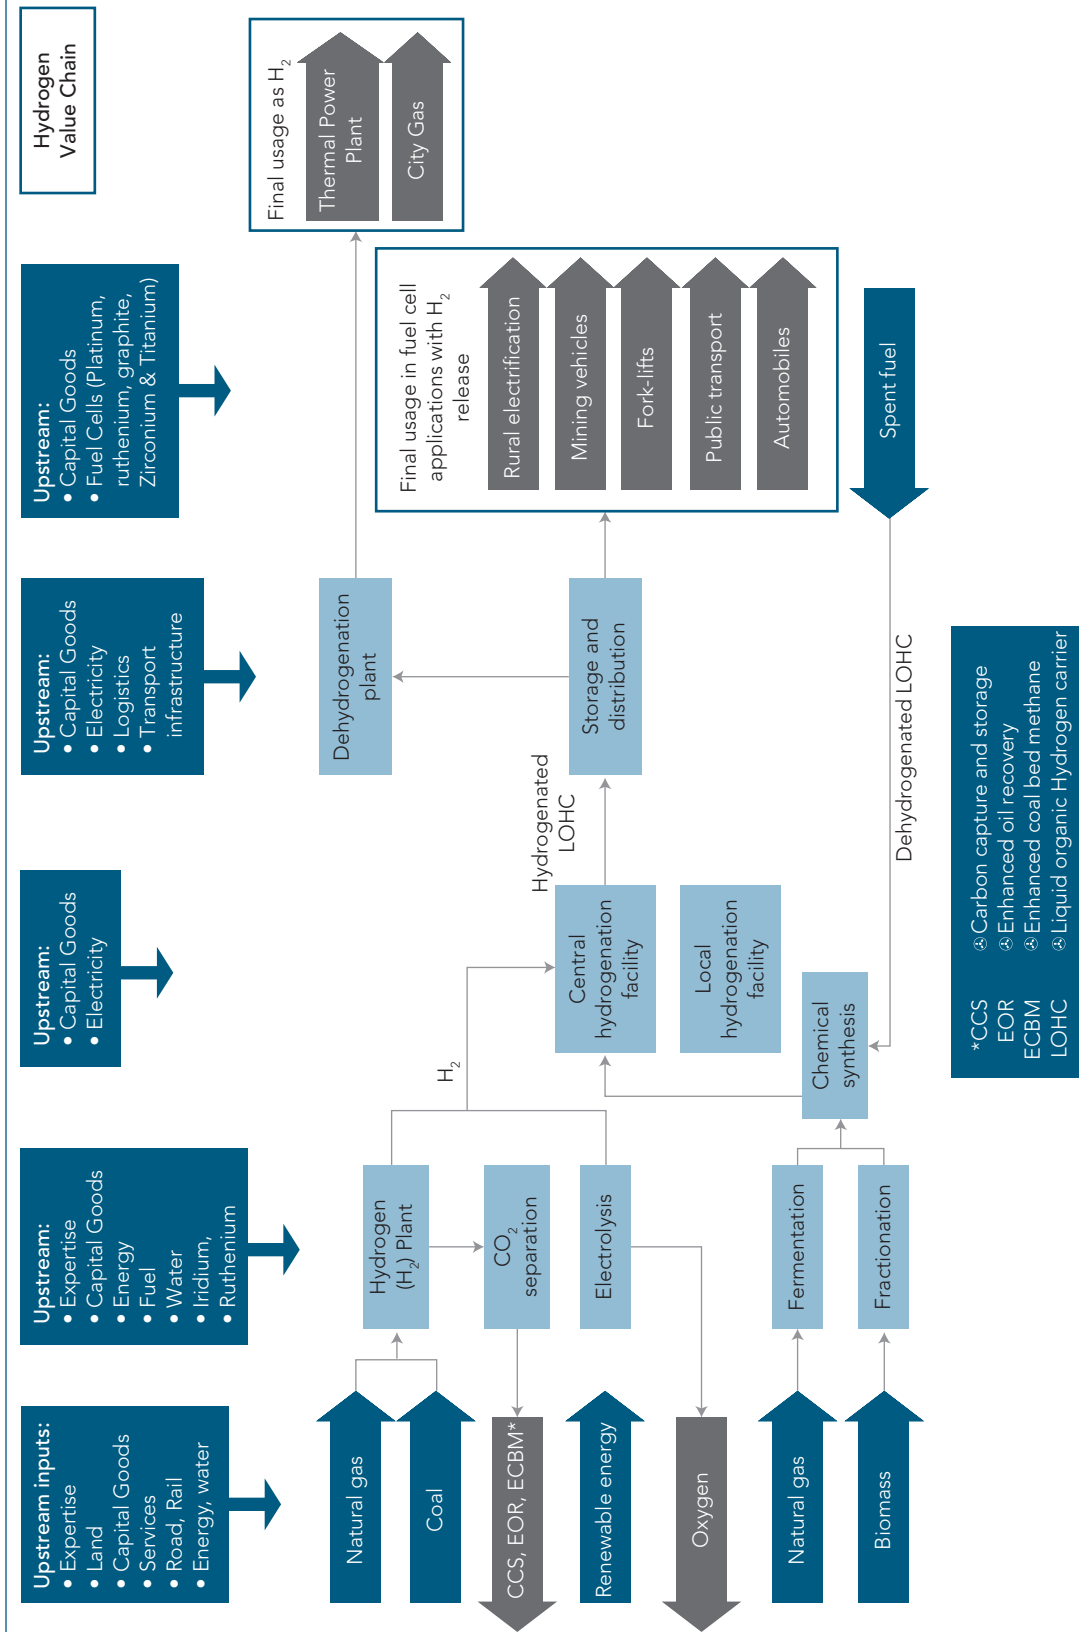 Hydrogen
Value Chain
Upstream inputs:
• Expertise
• Land
• Capital Goods
• Services
• Road, Rail
• Energy, water
Upstream:
• Expertise
• Capital Goods
• Energy
• Fuel
• Water
• Iridium,
• Ruthenium
Upstream:
• Capital Goods
• Electricity
Upstream:
• Capital Goods
• Electricity
• Logistics
• Transport
infrastructure
Upstream:
• Capital Goods
• Fuel Cells (Platinum,
ruthenium, graphite,
Zirconium & Titanium)
Natural gas
Coal
CCS, EOR, ECBM*
Renewable energy
Oxygen
Natural gas
Biomass
Hydrogen
(H₂) Plant
CO₂
separation
Electrolysis
Fermentation
Fractionation
H₂
Chemical
synthesis
Central
hydrogenation
facility
Local
hydrogenation
facility
Hydrogenated
LOHC
Dehydrogenation
plant
Storage and
distribution
Dehydrogenated LOHC
Final usage as H₂
Thermal Power
Plant
City Gas
Final usage in fuel cell
applications with H₂
release
Rural electrification
Mining vehicles
Fork-lifts
Public transport
Automobiles
Spent fuel
*CCS Carbon capture and storage
EOR Enhanced oil recovery
ECBM Enhanced coal bed methane
LOHC Liquid organic Hydrogen carrier